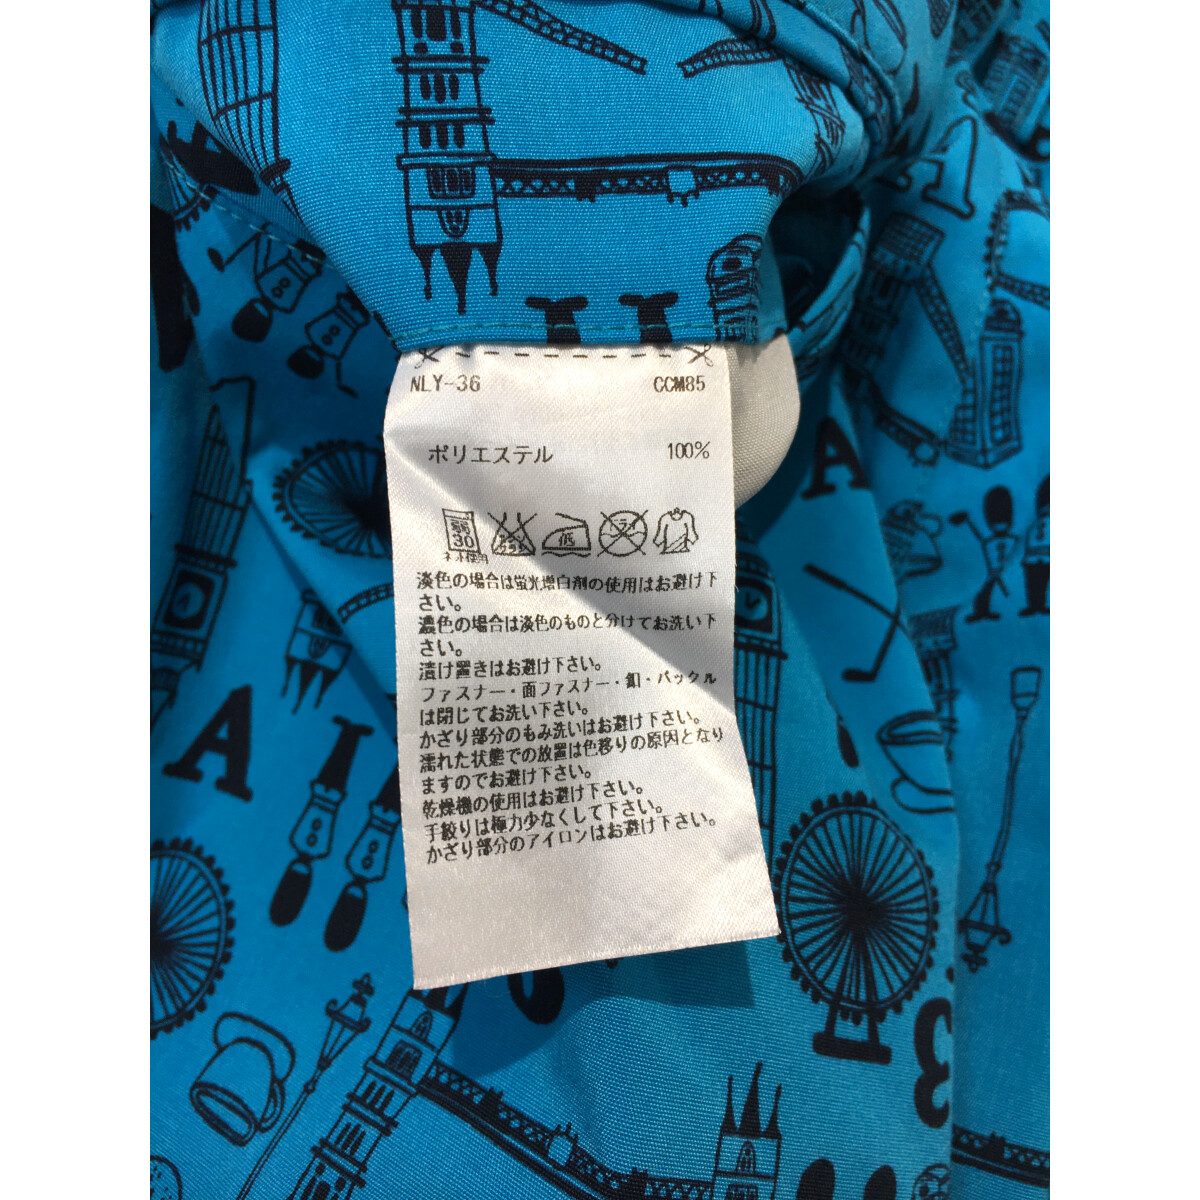 NLY-36 CCM85
ポリエステル 100%
弱 30 低
ネット使用
淡色の場合は蛍光増白剤の使用はお避け下
さい。
濃色の場合は淡色のものと分けてお洗い下
さい。
漬け置きはお避け下さい。
ファスナー・面ファスナー・釦・バックル
は閉じてお洗い下さい。
かざり部分のもみ洗いはお避け下さい。
濡れた状態での放置は色移りの原因となり
ますのでお避け下さい。
乾燥機の使用はお避け下さい。
手絞りは極力少なくして下さい。
かざり部分のアイロンはお避け下さい。
A
A
A
3